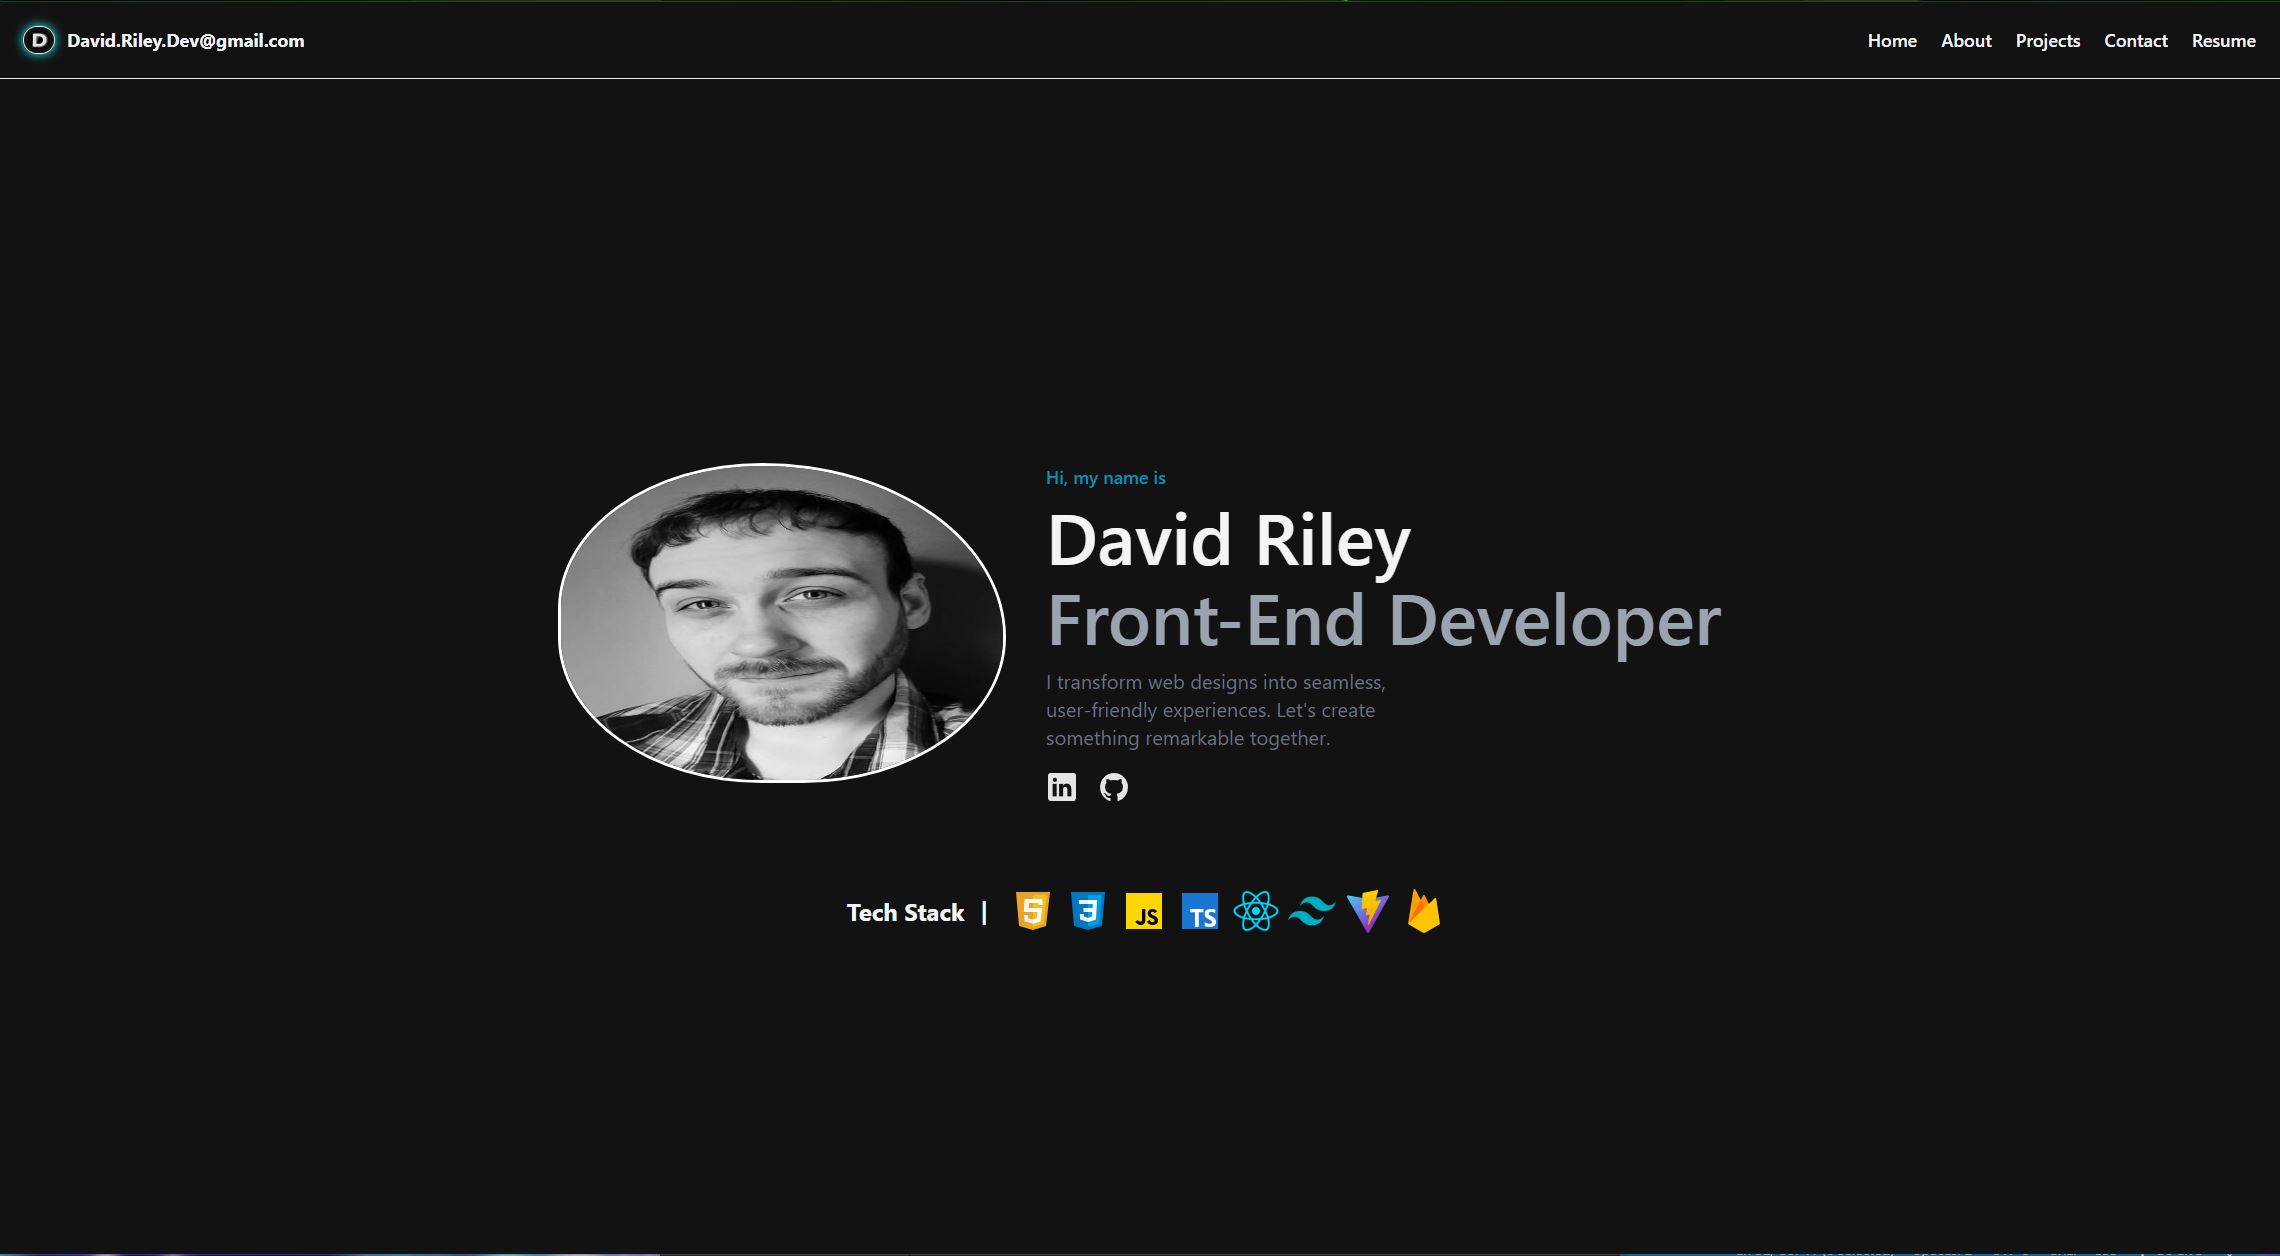 D David.Riley.Dev@gmail.com
Home About Projects Contact Resume
Hi, my name is
David Riley
Front-End Developer
I transform web designs into seamless,
user-friendly experiences. Let's create
something remarkable together.
in
Tech Stack |
5 3 JS TS